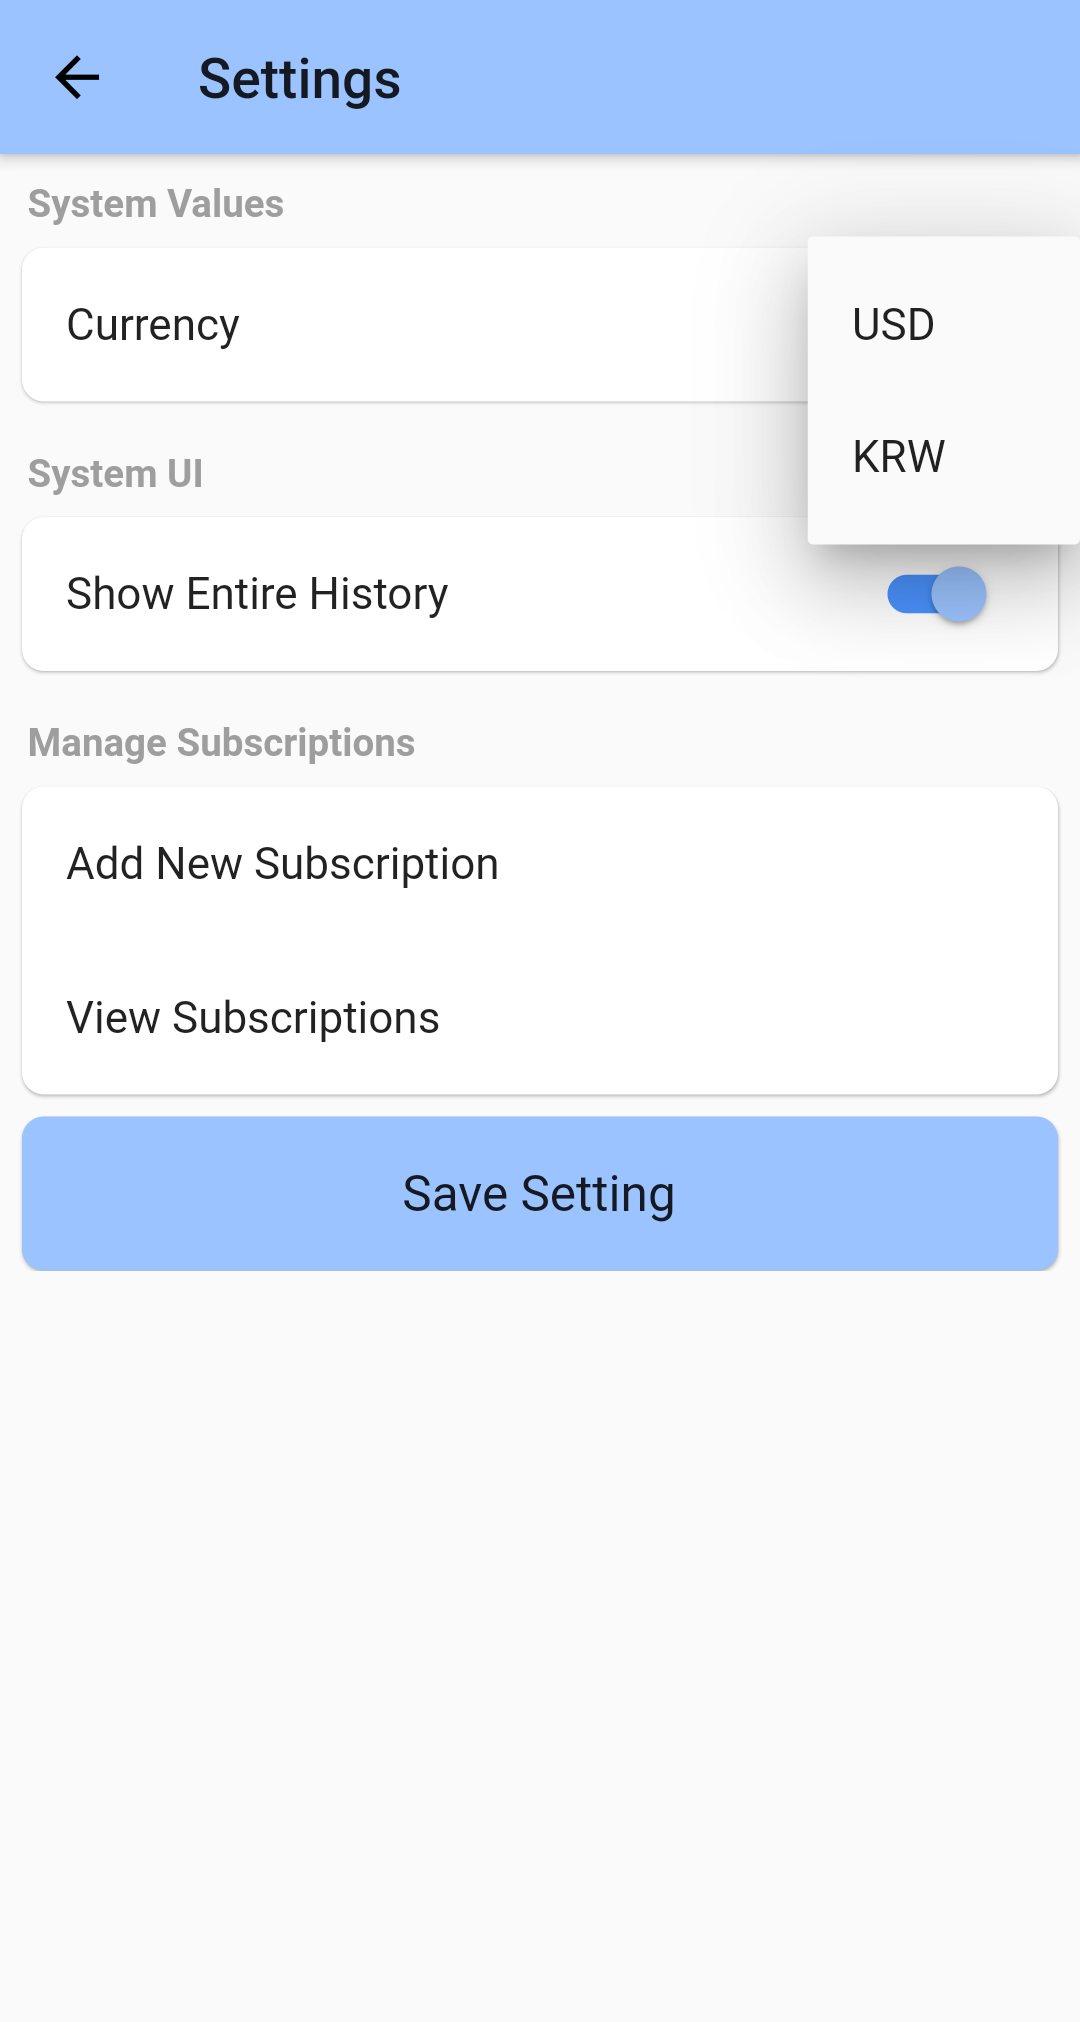 Settings
System Values
Currency
USD
KRW
System UI
Show Entire History
Manage Subscriptions
Add New Subscription
View Subscriptions
Save Setting